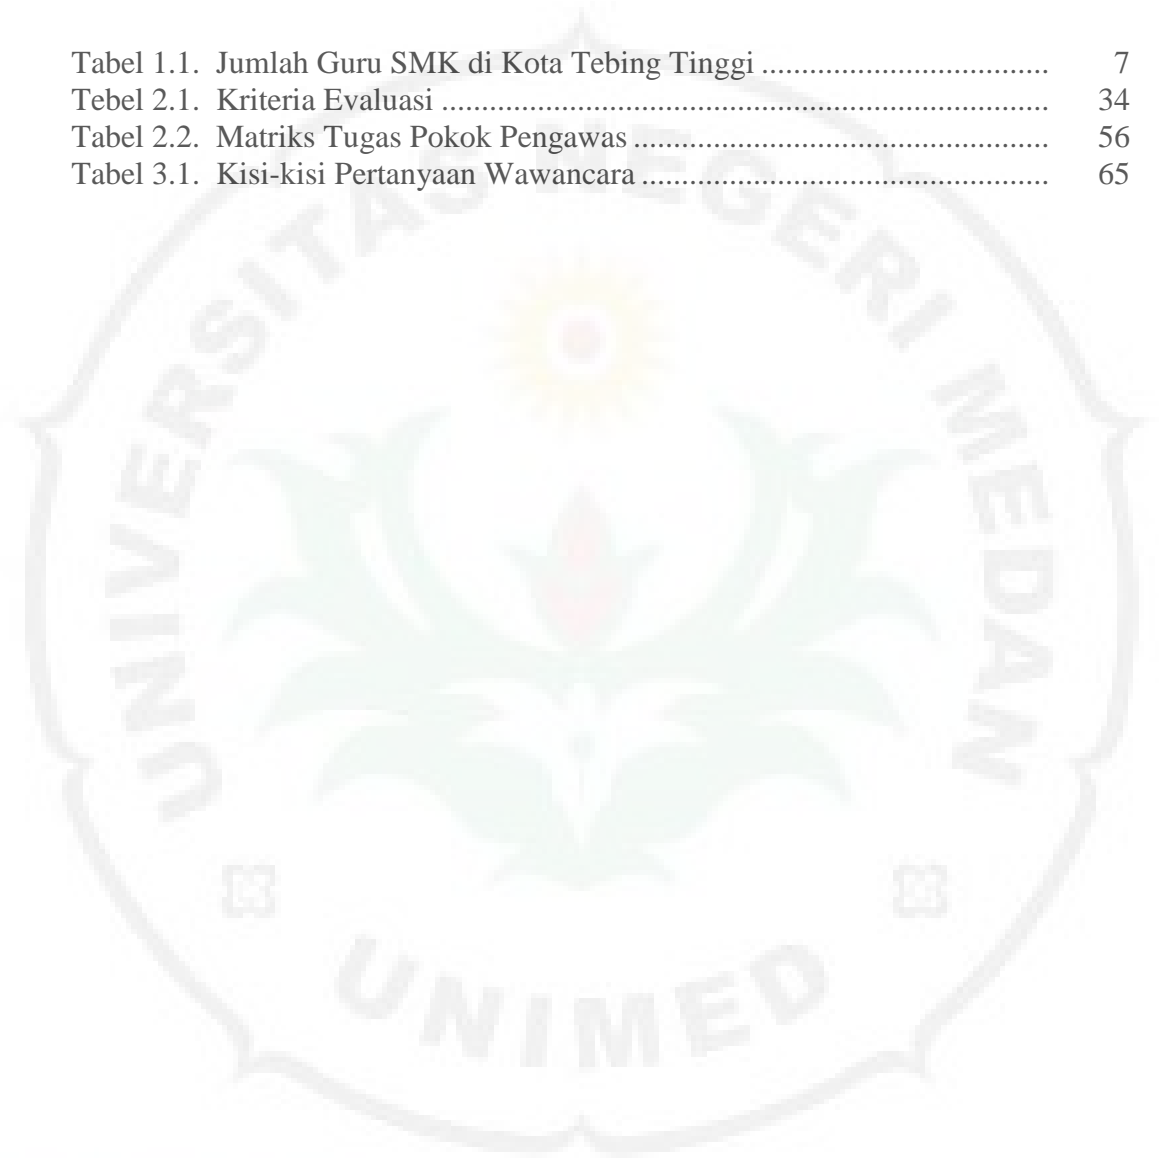 Tabel 1.1. Jumlah Guru SMK di Kota Tebing Tinggi .................................... 7
Tebel 2.1. Kriteria Evaluasi ............................................................................ 34
Tabel 2.2. Matriks Tugas Pokok Pengawas .................................................... 56
Tabel 3.1. Kisi-kisi Pertanyaan Wawancara ................................................... 65
UNIVERSITAS NEGERI MEDAN
UNIMED